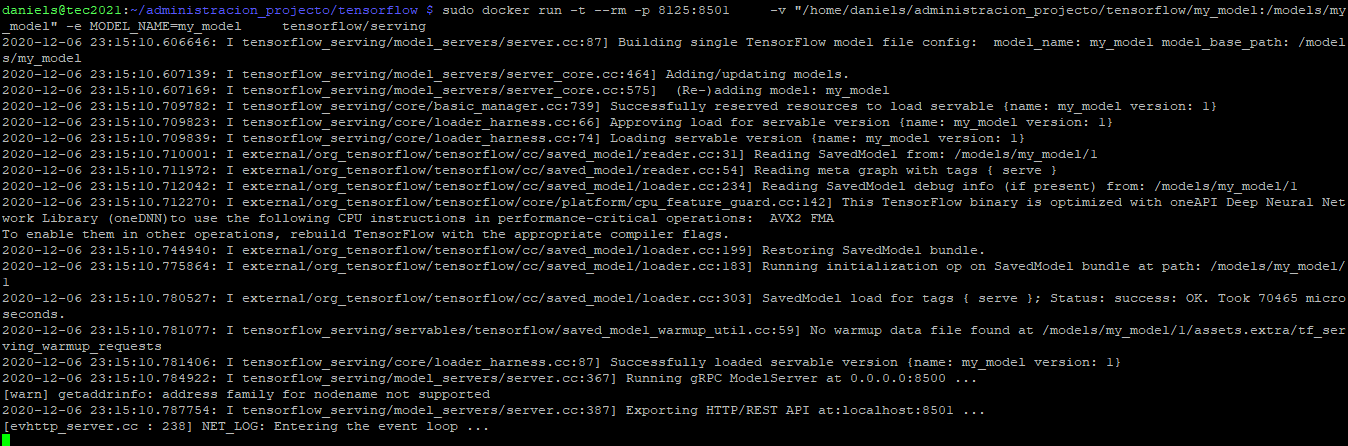 daniels@tec2021:~/administracion_projecto/tensorflow $ sudo docker run -t --rm -p 8125:8501     -v "/home/daniels/administracion_projecto/tensorflow/my_model:/models/my
_model" -e MODEL_NAME=my_model     tensorflow/serving
2020-12-06 23:15:10.606646: I tensorflow_serving/model_servers/server.cc:87] Building single TensorFlow model file config:  model_name: my_model model_base_path: /model
s/my_model
2020-12-06 23:15:10.607139: I tensorflow_serving/model_servers/server_core.cc:464] Adding/updating models.
2020-12-06 23:15:10.607169: I tensorflow_serving/model_servers/server_core.cc:575]  (Re-)adding model: my_model
2020-12-06 23:15:10.709782: I tensorflow_serving/core/basic_manager.cc:739] Successfully reserved resources to load servable {name: my_model version: 1}
2020-12-06 23:15:10.709823: I tensorflow_serving/core/loader_harness.cc:66] Approving load for servable version {name: my_model version: 1}
2020-12-06 23:15:10.709839: I tensorflow_serving/core/loader_harness.cc:74] Loading servable version {name: my_model version: 1}
2020-12-06 23:15:10.710001: I external/org_tensorflow/tensorflow/cc/saved_model/reader.cc:31] Reading SavedModel from: /models/my_model/1
2020-12-06 23:15:10.711972: I external/org_tensorflow/tensorflow/cc/saved_model/reader.cc:54] Reading meta graph with tags { serve }
2020-12-06 23:15:10.712042: I external/org_tensorflow/tensorflow/cc/saved_model/loader.cc:234] Reading SavedModel debug info (if present) from: /models/my_model/1
2020-12-06 23:15:10.712270: I external/org_tensorflow/tensorflow/core/platform/cpu_feature_guard.cc:142] This TensorFlow binary is optimized with oneAPI Deep Neural Net
work Library (oneDNN)to use the following CPU instructions in performance-critical operations:  AVX2 FMA
To enable them in other operations, rebuild TensorFlow with the appropriate compiler flags.
2020-12-06 23:15:10.744940: I external/org_tensorflow/tensorflow/cc/saved_model/loader.cc:199] Restoring SavedModel bundle.
2020-12-06 23:15:10.775864: I external/org_tensorflow/tensorflow/cc/saved_model/loader.cc:183] Running initialization op on SavedModel bundle at path: /models/my_model/
1
2020-12-06 23:15:10.780527: I external/org_tensorflow/tensorflow/cc/saved_model/loader.cc:303] SavedModel load for tags { serve }; Status: success: OK. Took 70465 micro
seconds.
2020-12-06 23:15:10.781077: I tensorflow_serving/servables/tensorflow/saved_model_warmup_util.cc:59] No warmup data file found at /models/my_model/1/assets.extra/tf_ser
ving_warmup_requests
2020-12-06 23:15:10.781406: I tensorflow_serving/core/loader_harness.cc:87] Successfully loaded servable version {name: my_model version: 1}
2020-12-06 23:15:10.784922: I tensorflow_serving/model_servers/server.cc:367] Running gRPC ModelServer at 0.0.0.0:8500 ...
[warn] getaddrinfo: address family for nodename not supported
2020-12-06 23:15:10.787754: I tensorflow_serving/model_servers/server.cc:387] Exporting HTTP/REST API at:localhost:8501 ...
[evhttp_server.cc : 238] NET_LOG: Entering the event loop ...